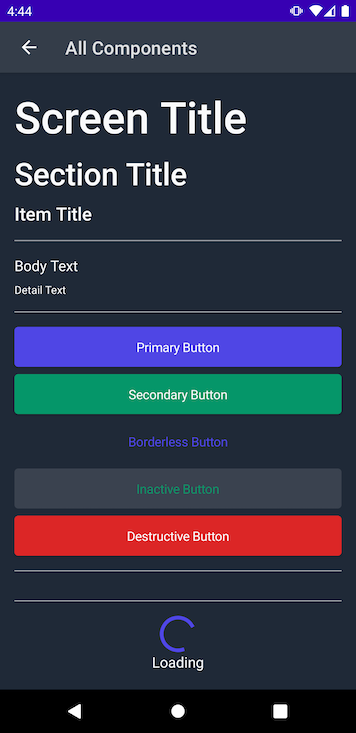 4:44
All Components
Screen Title
Section Title
Item Title
Body Text
Detail Text
Primary Button
Secondary Button
Borderless Button
Inactive Button
Destructive Button
Loading